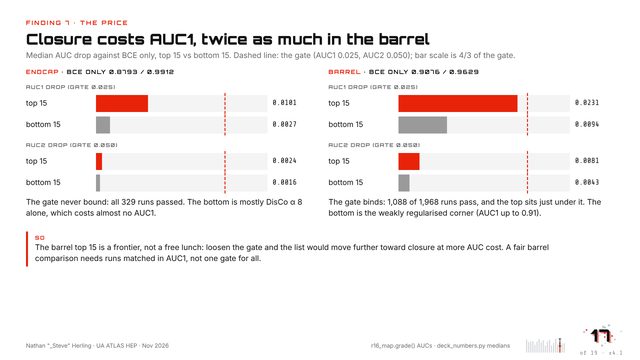 FINDING 7 · THE PRICE
Closure costs AUC1, twice as much in the barrel
Median AUC drop against BCE only, top 15 vs bottom 15. Dashed line: the gate (AUC1 0.025, AUC2 0.050); bar scale is 4/3 of the gate.
ENDCAP · BCE ONLY 0.8793 / 0.9912
AUC1 DROP (GATE 0.025)
top 15 0.0101
bottom 15 0.0027
AUC2 DROP (GATE 0.050)
top 15 0.0024
bottom 15 0.0016
The gate never bound: all 329 runs passed. The bottom is mostly DisCo α 8
alone, which costs almost no AUC1.
BARREL · BCE ONLY 0.9076 / 0.9629
AUC1 DROP (GATE 0.025)
top 15 0.0231
bottom 15 0.0094
AUC2 DROP (GATE 0.050)
top 15 0.0081
bottom 15 0.0043
The gate binds: 1,088 of 1,968 runs pass, and the top sits just under it. The
bottom is the weakly regularised corner (AUC1 up to 0.91).
SO
The barrel top 15 is a frontier, not a free lunch: loosen the gate and the list would move further toward closure at more AUC cost. A fair barrel
comparison needs runs matched in AUC1, not one gate for all.
Nathan "_Steve" Herling · UA ATLAS HEP · Nov 2026
r16_map.grade() AUCs · deck_numbers.py medians
17
of 19 · rk 1